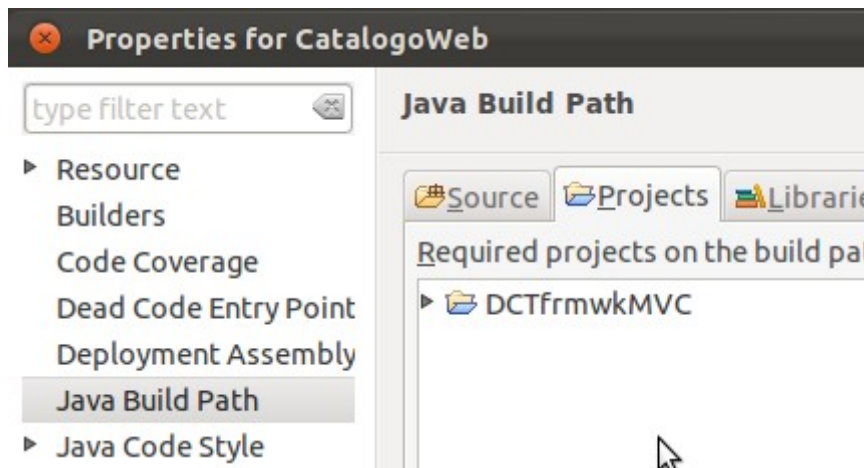 Properties for CatalogoWeb
type filter text
Resource
Builders
Code Coverage
Dead Code Entry Point
Deployment Assembly
Java Build Path
Java Code Style
Java Build Path
Source Projects Librarie
Required projects on the build pa
DCTfrmwkMVC